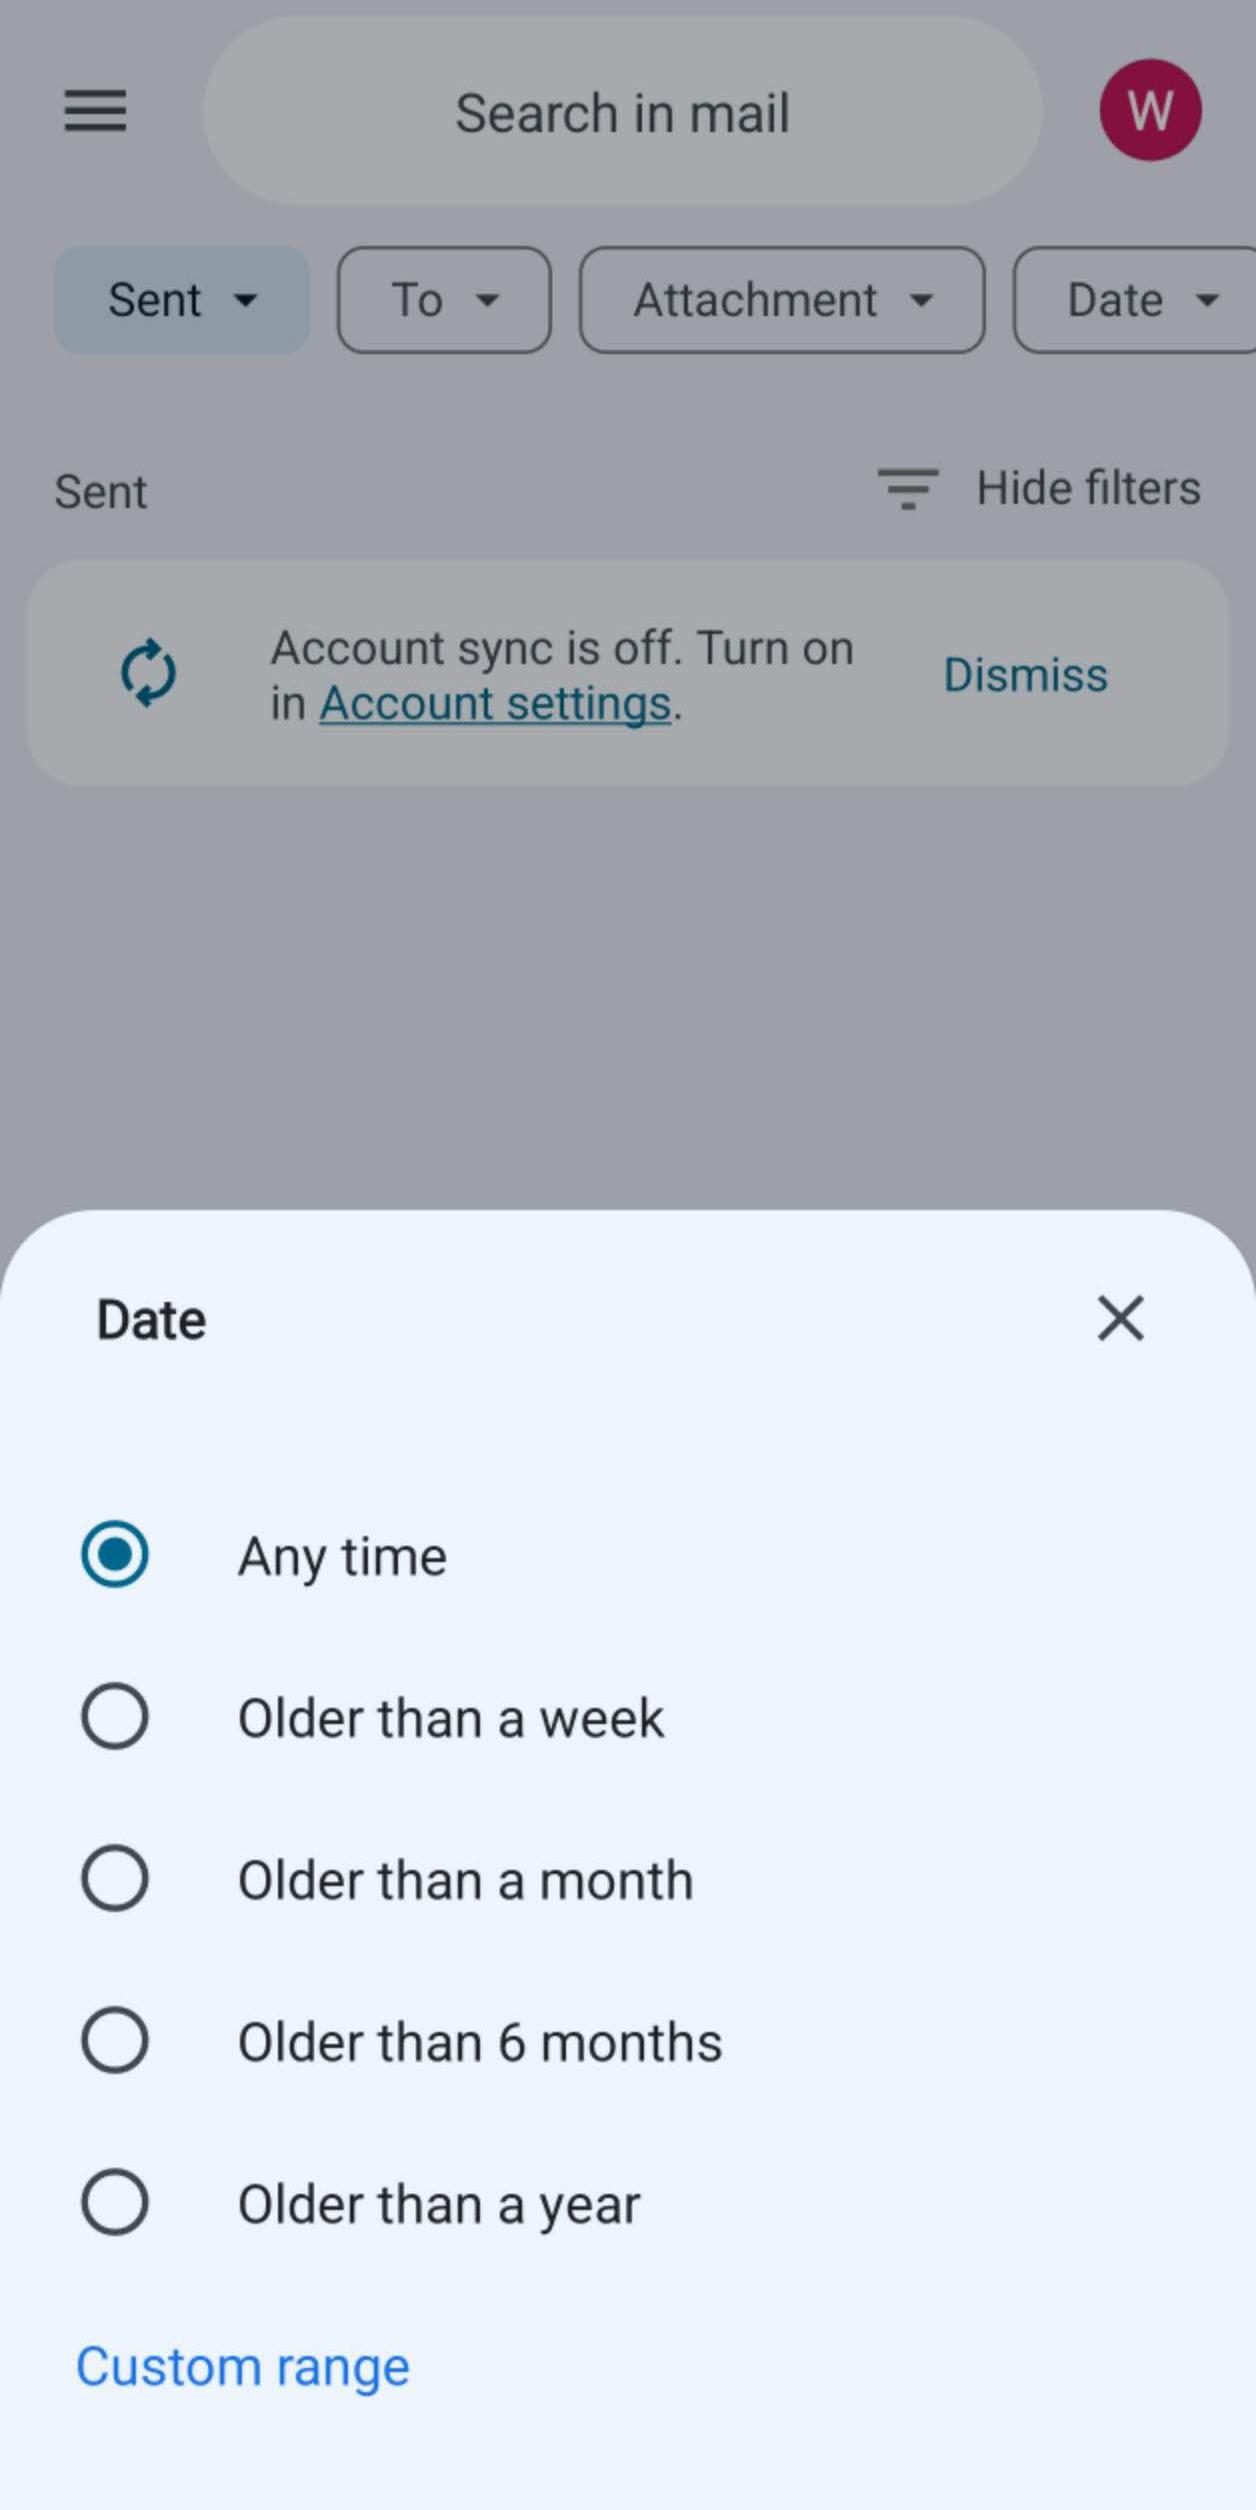 Search in mail
W
Sent
To
Attachment
Date
Sent
Hide filters
Account sync is off. Turn on
in Account settings.
Dismiss
Date
Any time
Older than a week
Older than a month
Older than 6 months
Older than a year
Custom range